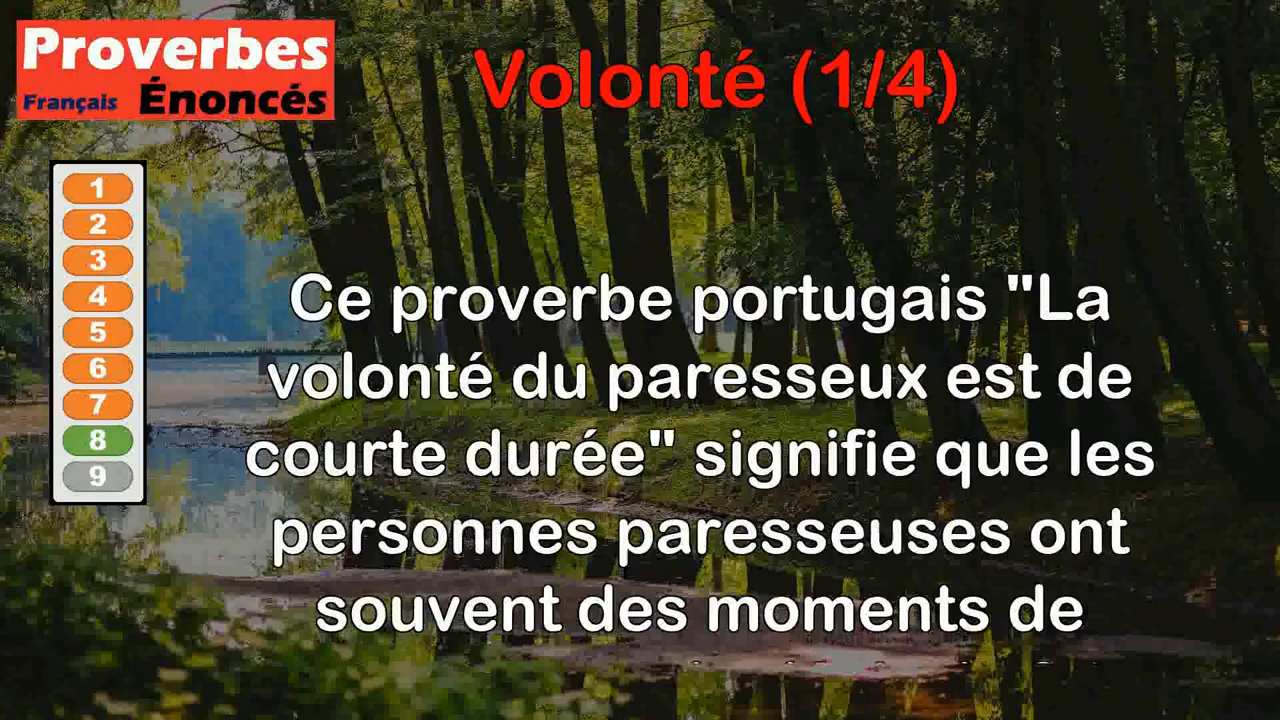 Proverbes
Français Énoncés
Volonté (1/4)
1
2
3
4
5
6
7
8
9
Ce proverbe portugais "La
volonté du paresseux est de
courte durée" signifie que les
personnes paresseuses ont
souvent des moments de